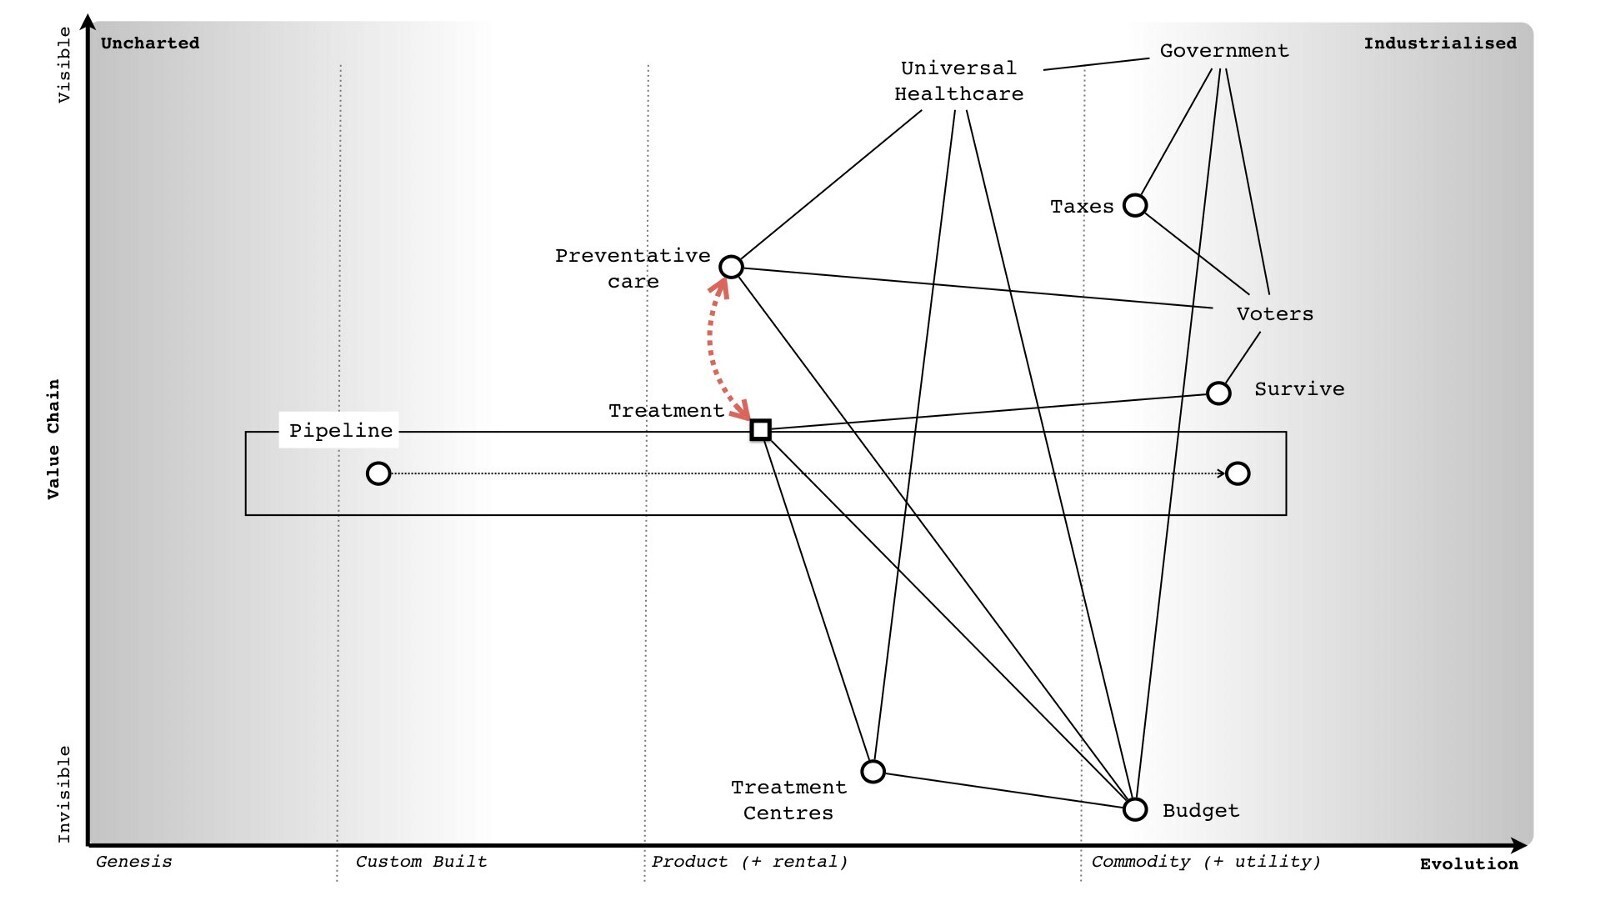 Visible
Uncharted
Industrialised
Government
Universal
Healthcare
Taxes
Preventative
care
Voters
Survive
Treatment
Pipeline
Value Chain
Treatment
Centres
Budget
Invisible
Genesis
Custom Built
Product (+ rental)
Commodity (+ utility)
Evolution